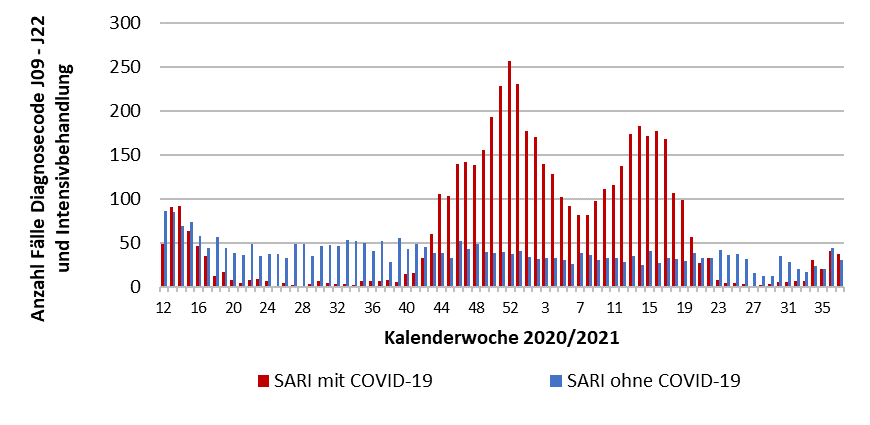 Anzahl Fälle Diagnosecode J09 - J22
und Intensivbehandlung
300
250
200
150
100
50
0
12 16 20 24 28 32 36 40 44 48 52 3 7 11 15 19 23 27 31 35
Kalenderwoche 2020/2021
SARI mit COVID-19 SARI ohne COVID-19